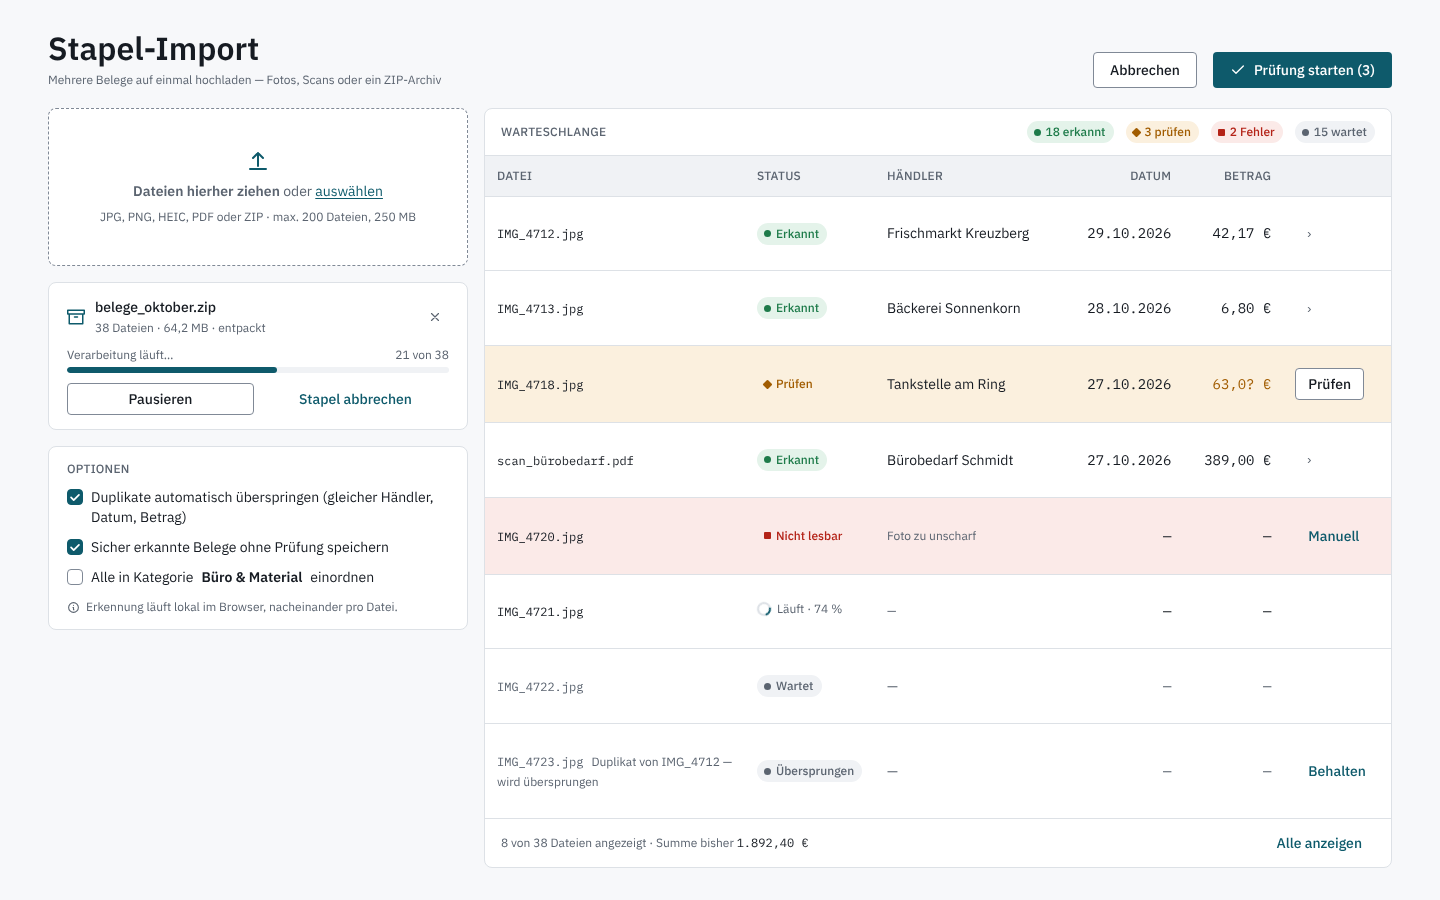 Stapel-Import
Mehrere Belege auf einmal hochladen — Fotos, Scans oder ein ZIP-Archiv
Abbrechen
Prüfung starten (3)
Dateien hierher ziehen oder auswählen
JPG, PNG, HEIC, PDF oder ZIP · max. 200 Dateien, 250 MB
belege_oktober.zip
38 Dateien · 64,2 MB · entpackt
Verarbeitung läuft… 21 von 38
Pausieren Stapel abbrechen
OPTIONEN
Duplikate automatisch überspringen (gleicher Händler,
Datum, Betrag)
Sicher erkannte Belege ohne Prüfung speichern
Alle in Kategorie Büro & Material einordnen
Erkennung läuft lokal im Browser, nacheinander pro Datei.
WARTESCHLANGE 18 erkannt 3 prüfen 2 Fehler 15 wartet
DATEI STATUS HÄNDLER DATUM BETRAG
IMG_4712.jpg Erkannt Frischmarkt Kreuzberg 29.10.2026 42,17 € ›
IMG_4713.jpg Erkannt Bäckerei Sonnenkorn 28.10.2026 6,80 € ›
IMG_4718.jpg Prüfen Tankstelle am Ring 27.10.2026 63,0? € Prüfen
scan_bürobedarf.pdf Erkannt Bürobedarf Schmidt 27.10.2026 389,00 € ›
IMG_4720.jpg Nicht lesbar Foto zu unscharf — — Manuell
IMG_4721.jpg Läuft · 74 % — — —
IMG_4722.jpg Wartet — — —
IMG_4723.jpg Duplikat von IMG_4712 —
wird übersprungen
Übersprungen — — — Behalten
8 von 38 Dateien angezeigt · Summe bisher 1.892,40 € Alle anzeigen